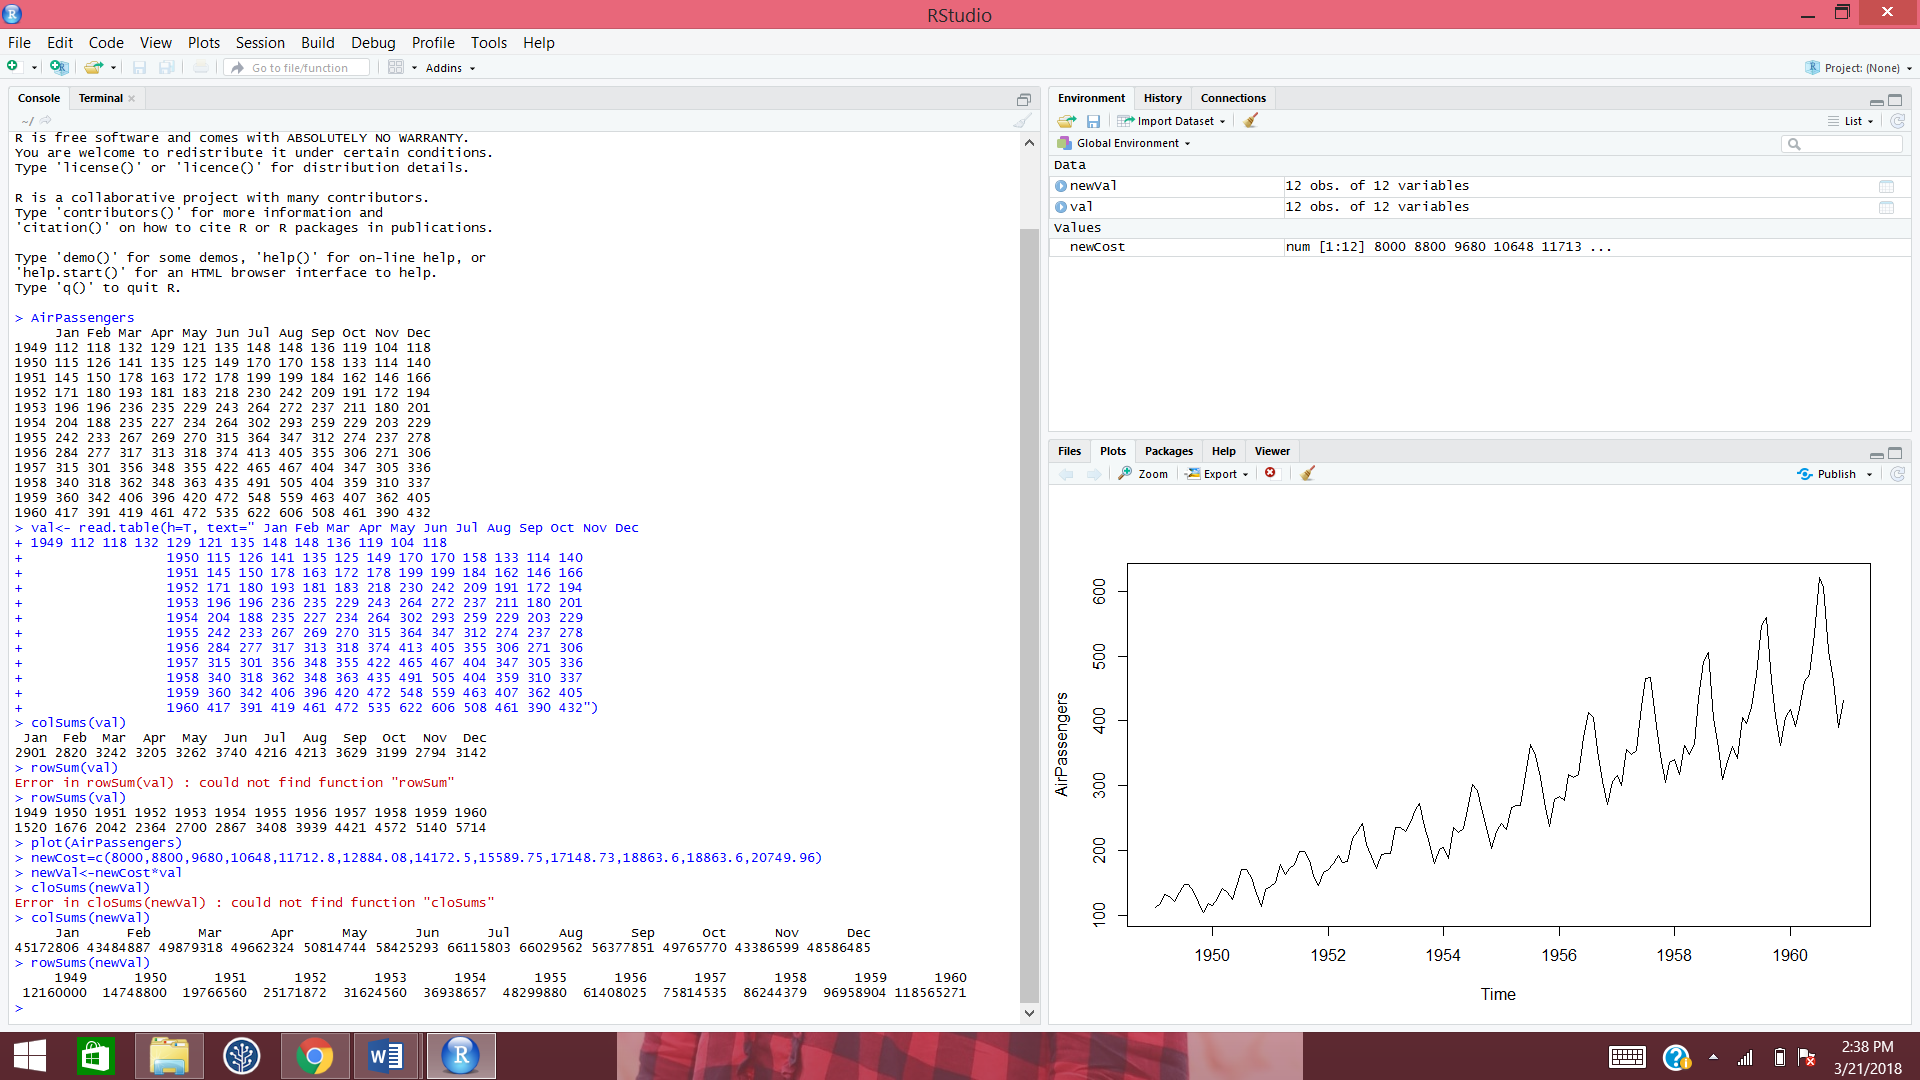 RStudio
File Edit Code View Plots Session Build Debug Profile Tools Help
Go to file/function Addins Project: (None)
Console Terminal
~/
R is free software and comes with ABSOLUTELY NO WARRANTY.
You are welcome to redistribute it under certain conditions.
Type 'license()' or 'licence()' for distribution details.
R is a collaborative project with many contributors.
Type 'contributors()' for more information and
'citation()' on how to cite R or R packages in publications.
Type 'demo()' for some demos, 'help()' for on-line help, or
'help.start()' for an HTML browser interface to help.
Type 'q()' to quit R.
> AirPassengers
Jan Feb Mar Apr May Jun Jul Aug Sep Oct Nov Dec
1949 112 118 132 129 121 135 148 148 136 119 104 118
1950 115 126 141 135 125 149 170 170 158 133 114 140
1951 145 150 178 163 172 178 199 199 184 162 146 166
1952 171 180 193 181 183 218 230 242 209 191 172 194
1953 196 196 236 235 229 243 264 272 237 211 180 201
1954 204 188 235 227 234 264 302 293 259 229 203 229
1955 242 233 267 269 270 315 364 347 312 274 237 278
1956 284 277 317 313 318 374 413 405 355 306 271 306
1957 315 301 356 348 355 422 465 467 404 347 305 336
1958 340 318 362 348 363 435 491 505 404 359 310 337
1959 360 342 406 396 420 472 548 559 463 407 362 405
1960 417 391 419 461 472 535 622 606 508 461 390 432
> val<- read.table(h=T, text=" Jan Feb Mar Apr May Jun Jul Aug Sep Oct Nov Dec
+ 1949 112 118 132 129 121 135 148 148 136 119 104 118
+ 1950 115 126 141 135 125 149 170 170 158 133 114 140
+ 1951 145 150 178 163 172 178 199 199 184 162 146 166
+ 1952 171 180 193 181 183 218 230 242 209 191 172 194
+ 1953 196 196 236 235 229 243 264 272 237 211 180 201
+ 1954 204 188 235 227 234 264 302 293 259 229 203 229
+ 1955 242 233 267 269 270 315 364 347 312 274 237 278
+ 1956 284 277 317 313 318 374 413 405 355 306 271 306
+ 1957 315 301 356 348 355 422 465 467 404 347 305 336
+ 1958 340 318 362 348 363 435 491 505 404 359 310 337
+ 1959 360 342 406 396 420 472 548 559 463 407 362 405
+ 1960 417 391 419 461 472 535 622 606 508 461 390 432")
> colSums(val)
Jan Feb Mar Apr May Jun Jul Aug Sep Oct Nov Dec
2901 2820 3242 3205 3262 3740 4216 4213 3629 3199 2794 3142
> rowSum(val)
Error in rowSum(val) : could not find function "rowSum"
> rowSums(val)
1949 1950 1951 1952 1953 1954 1955 1956 1957 1958 1959 1960
1520 1676 2042 2364 2700 2867 3408 3939 4421 4572 5140 5714
> plot(AirPassengers)
> newCost=c(8000,8800,9680,10648,11712.8,12884.08,14172.5,15589.75,17148.73,18863.6,18863.6,20749.96)
> newVal<-newCost*val
> cloSums(newVal)
Error in cloSums(newVal) : could not find function "cloSums"
> colSums(newVal)
Jan Feb Mar Apr May Jun Jul Aug Sep Oct Nov Dec
45172806 43484887 49879318 49662324 50814744 58425293 66115803 66029562 56377851 49765770 43386599 48586485
> rowSums(newVal)
1949 1950 1951 1952 1953 1954 1955 1956 1957 1958 1959 1960
12160000 14748800 19766560 25171872 31624560 36938657 48299880 61408025 75814535 86244379 96958904 118565271
>
Environment History Connections
Import Dataset List
Global Environment
Data
newVal 12 obs. of 12 variables
val 12 obs. of 12 variables
Values
newCost num [1:12] 8000 8800 9680 10648 11713 ...
Files Plots Packages Help Viewer
Zoom Export Publish
AirPassengers
600
500
400
300
200
100
1950 1952 1954 1956 1958 1960
Time
2:38 PM
3/21/2018